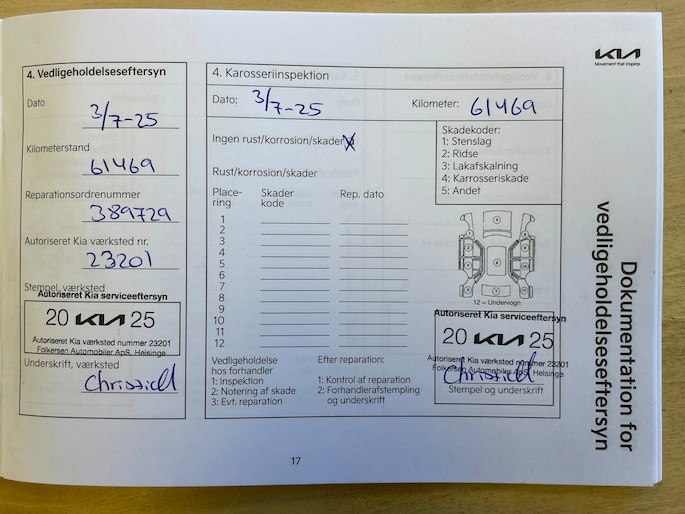 KIA
Movement that inspires
Dokumentation for
vedligeholdelseseftersyn
4. Vedligeholdelseseftersyn
Dato
3/7-25
Kilometerstand
61469
Reparationsordrenummer
389729
Autoriseret Kia værksted nr.
23201
Stempel, værksted
Autoriseret Kia serviceeftersyn
20 KIA 25
Autoriseret Kia værksted nummer 23201
Folkersen Automobiler ApS, Helsinge
Underskrift, værksted
4. Karosseriinspektion
Dato: 3/7-25
Kilometer: 61469
Ingen rust/korrosion/skader
Rust/korrosion/skader
Place-
ring
Skader
kode
Rep. dato
1
2
3
4
5
6
7
8
9
10
11
12
Skadekoder:
1: Stenslag
2: Ridse
3: Lakafskalning
4: Karrosseriskade
5: Andet
12 = Undervogn
Vedligeholdelse
hos forhandler
1: Inspektion
2: Notering af skade
3: Evt. reparation
Efter reparation:
1: Kontrol af reparation
2: Forhandlerafstempling
og underskrift
Autoriseret Kia serviceeftersyn
20 KIA 25
Autoriseret Kia værksted nummer 23201
Folkersen Automobiler ApS, Helsinge
Stempel og underskrift
17